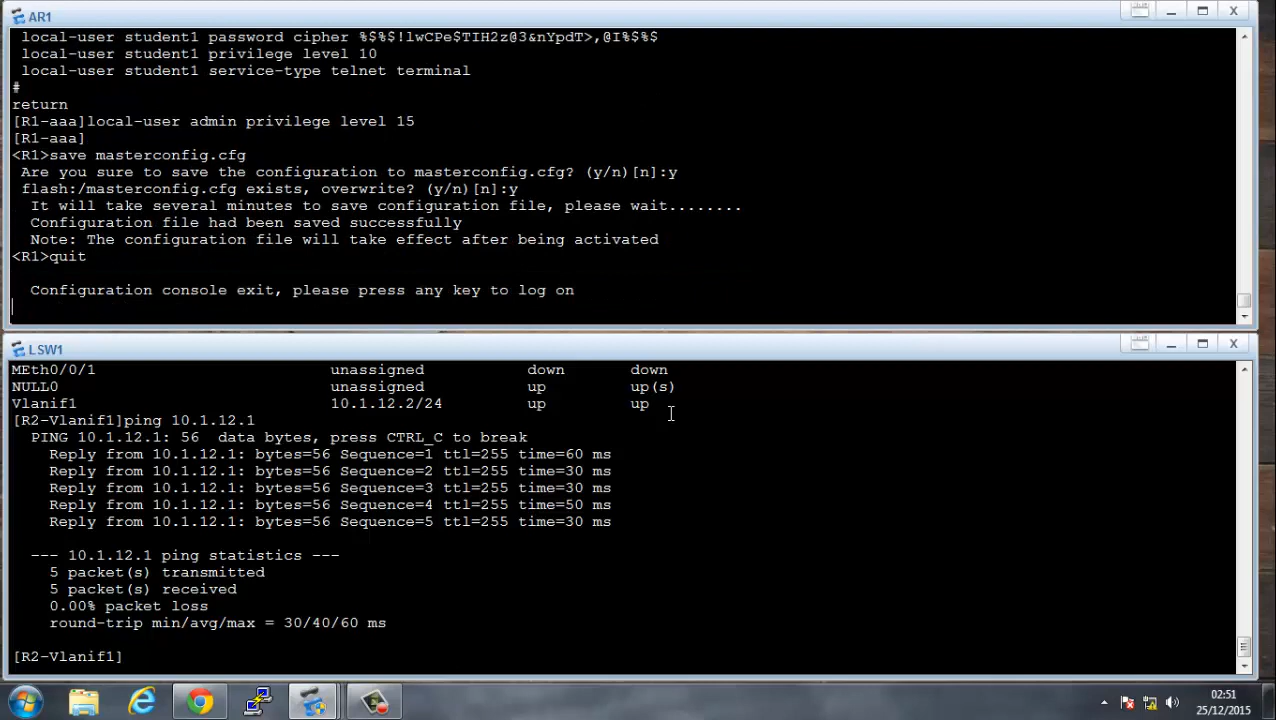 AR1
local-user student1 password cipher %$%$!lwCPe$TIH2z@3&n1pdT>,@I%$%$
local-user student1 privilege level 10
local-user student1 service-type telnet terminal
#
return
[R1-aaa]local-user admin privilege level 15
[R1-aaa]
<R1>save masterconfig.cfg
Are you sure to save the configuration to masterconfig.cfg? (y/n)[n]:y
flash:/masterconfig.cfg exists, overwrite? (y/n)[n]:y
It will take several minutes to save configuration file, please wait........
Configuration file had been saved successfully
Note: The configuration file will take effect after being activated
<R1>quit
Configuration console exit, please press any key to log on
LSW1
MEth0/0/1 unassigned down down
NULL0 unassigned up up(s)
Vlanif1 10.1.12.2/24 up up
[R2-Vlanif1]ping 10.1.12.1
PING 10.1.12.1: 56 data bytes, press CTRL_C to break
Reply from 10.1.12.1: bytes=56 Sequence=1 ttl=255 time=60 ms
Reply from 10.1.12.1: bytes=56 Sequence=2 ttl=255 time=30 ms
Reply from 10.1.12.1: bytes=56 Sequence=3 ttl=255 time=30 ms
Reply from 10.1.12.1: bytes=56 Sequence=4 ttl=255 time=50 ms
Reply from 10.1.12.1: bytes=56 Sequence=5 ttl=255 time=30 ms
--- 10.1.12.1 ping statistics ---
5 packet(s) transmitted
5 packet(s) received
0.00% packet loss
round-trip min/avg/max = 30/40/60 ms
[R2-Vlanif1]
02:51
25/12/2015